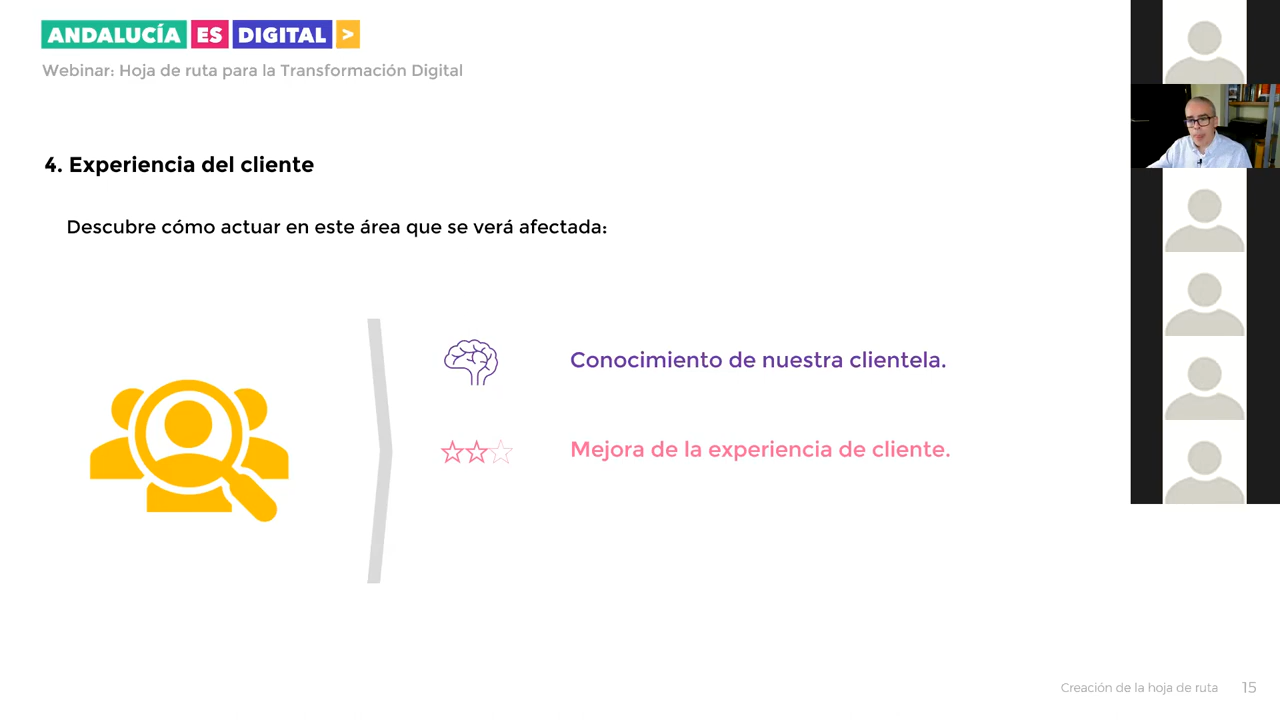 ANDALUCÍA ES DIGITAL >
Webinar: Hoja de ruta para la Transformación Digital
4. Experiencia del cliente
Descubre cómo actuar en este área que se verá afectada:
Conocimiento de nuestra clientela.
Mejora de la experiencia de cliente.
Creación de la hoja de ruta 15